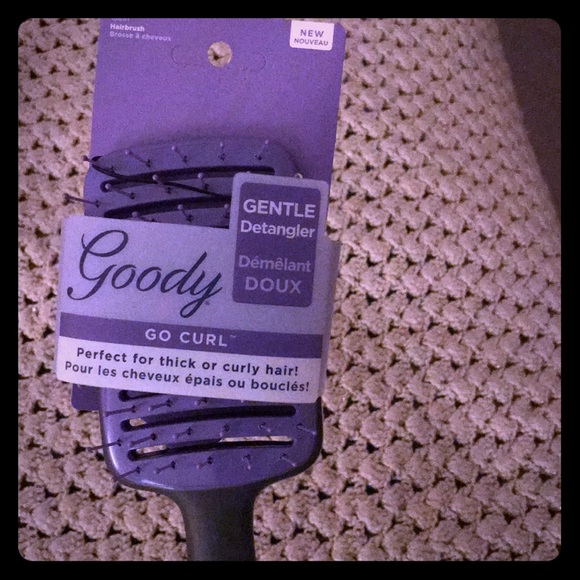 Hairbrush
Brosse à cheveux
NEW
NOUVEAU
GENTLE
Detangler
Démêlant
DOUX
Goody
GO CURL™
Perfect for thick or curly hair!
Pour les cheveux épais ou bouclés!